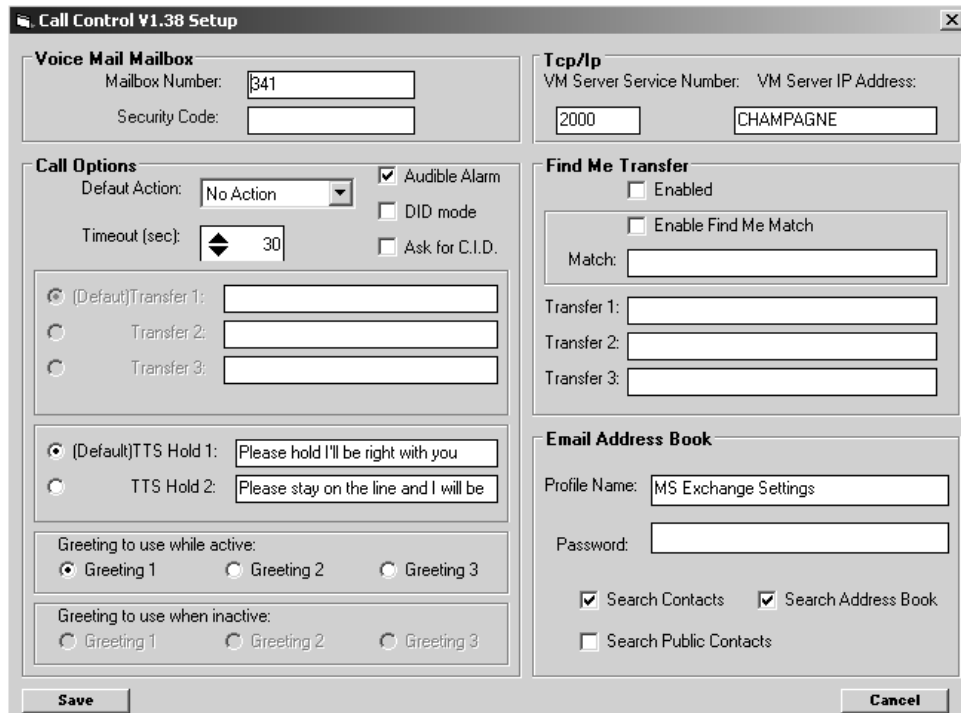 Call Control V1.38 Setup
Voice Mail Mailbox
Mailbox Number: 341
Security Code:
Tcp/Ip
VM Server Service Number: VM Server IP Address:
2000 CHAMPAGNE
Call Options
Defaut Action: No Action
Timeout (sec): 30
Audible Alarm
DID mode
Ask for C.I.D.
(Defaut)Transfer 1:
Transfer 2:
Transfer 3:
(Default)TTS Hold 1: Please hold I'll be right with you
TTS Hold 2: Please stay on the line and I will be
Greeting to use while active:
Greeting 1 Greeting 2 Greeting 3
Greeting to use when inactive:
Greeting 1 Greeting 2 Greeting 3
Find Me Transfer
Enabled
Enable Find Me Match
Match:
Transfer 1:
Transfer 2:
Transfer 3:
Email Address Book
Profile Name: MS Exchange Settings
Password:
Search Contacts Search Address Book
Search Public Contacts
Save Cancel